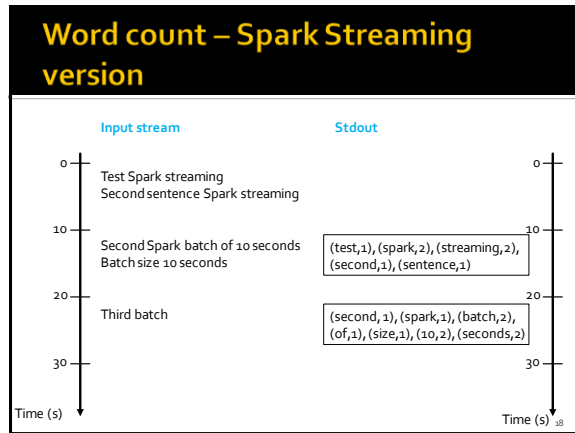 Word count – Spark Streaming
version
Input stream
Stdout
0
0
Test Spark streaming
Second sentence Spark streaming
10
10
Second Spark batch of 10 seconds
Batch size 10 seconds
(test,1), (spark,2), (streaming,2),
(second,1), (sentence,1)
20
20
Third batch
(second, 1), (spark,1), (batch,2),
(of,1), (size,1), (10,2), (seconds,2)
30
30
Time (s)
Time (s)
18